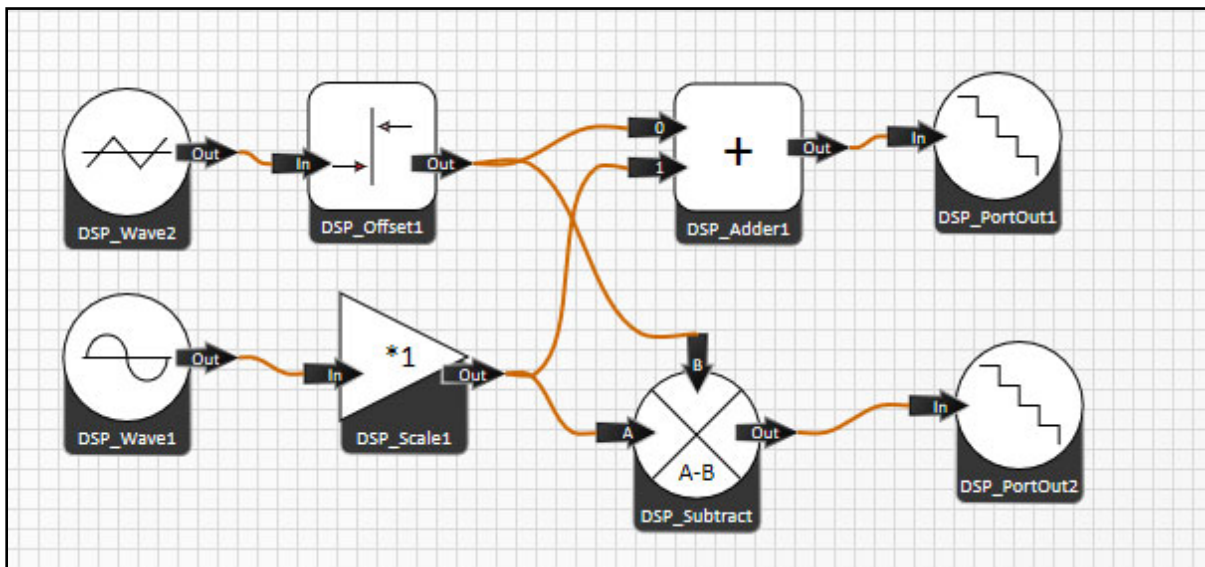 Out
In
Out
0
1
+
Out
In
DSP_Wave2
DSP_Offset1
DSP_Adder1
DSP_PortOut1
Out
In
*1
Out
B
A
A-B
Out
In
DSP_Wave1
DSP_Scale1
DSP_Subtract
DSP_PortOut2